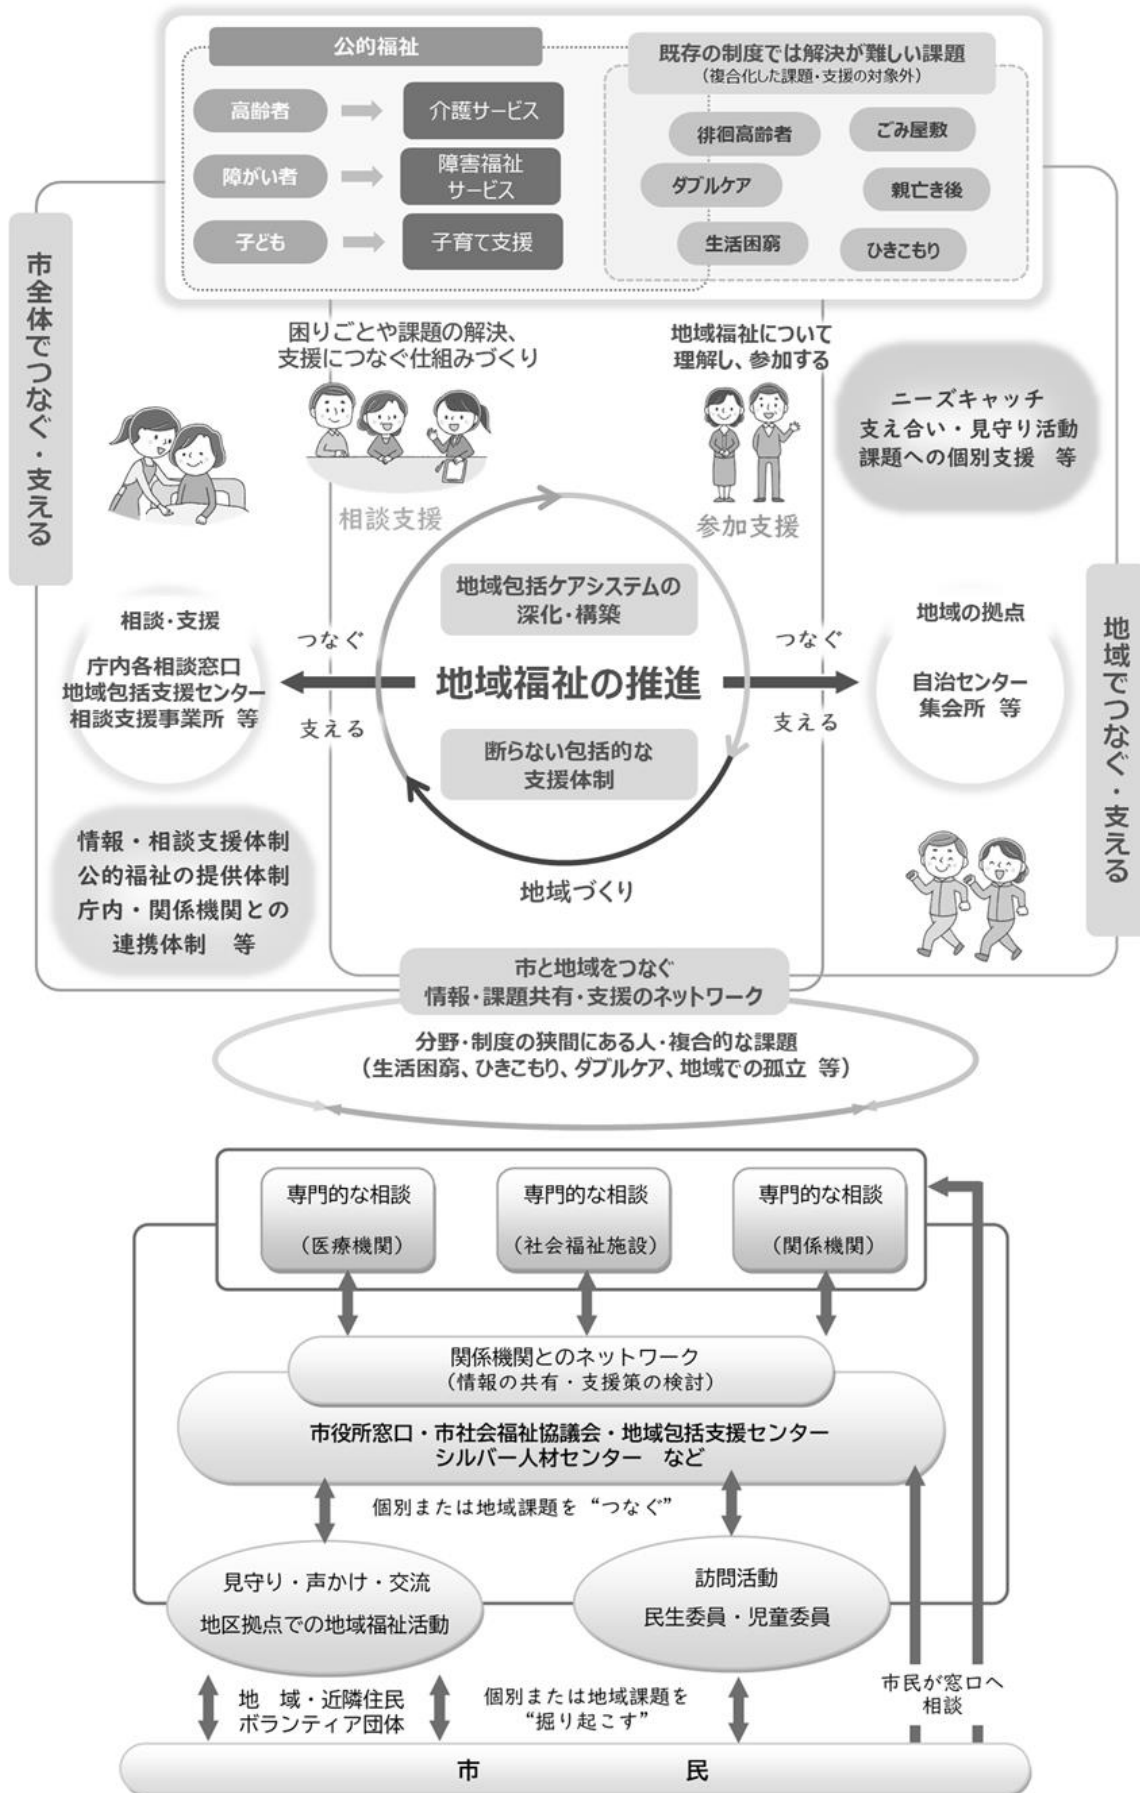 公的福祉
高齢者
介護サービス
障がい者
障害福祉
サービス
子ども
子育て支援
既存の制度では解決が難しい課題
(複合化した課題・支援の対象外)
徘徊高齢者
ごみ屋敷
ダブルケア
親亡き後
生活困窮
ひきこもり
市全体でつなぐ・支える
困りごとや課題の解決、
支援につなぐ仕組みづくり
相談支援
地域福祉について
理解し、参加する
参加支援
ニーズキャッチ
支え合い・見守り活動
課題への個別支援 等
相談・支援
庁内各相談窓口
地域包括支援センター
相談支援事業所 等
つなぐ
支える
地域包括ケアシステムの
深化・構築
地域福祉の推進
断らない包括的な
支援体制
つなぐ
支える
地域の拠点
自治センター
集会所 等
地域でつなぐ・支える
情報・相談支援体制
公的福祉の提供体制
庁内・関係機関との
連携体制 等
地域づくり
市と地域をつなぐ
情報・課題共有・支援のネットワーク
分野・制度の狭間にある人・複合的な課題
(生活困窮、ひきこもり、ダブルケア、地域での孤立 等)
専門的な相談
(医療機関)
専門的な相談
(社会福祉施設)
専門的な相談
(関係機関)
関係機関とのネットワーク
(情報の共有・支援策の検討)
市役所窓口・市社会福祉協議会・地域包括支援センター
シルバー人材センター など
個別または地域課題を“つなぐ”
見守り・声かけ・交流
地区拠点での地域福祉活動
訪問活動
民生委員・児童委員
地 域・近隣住民
ボランティア団体
個別または地域課題を
“掘り起こす”
市民が窓口へ
相談
市 民